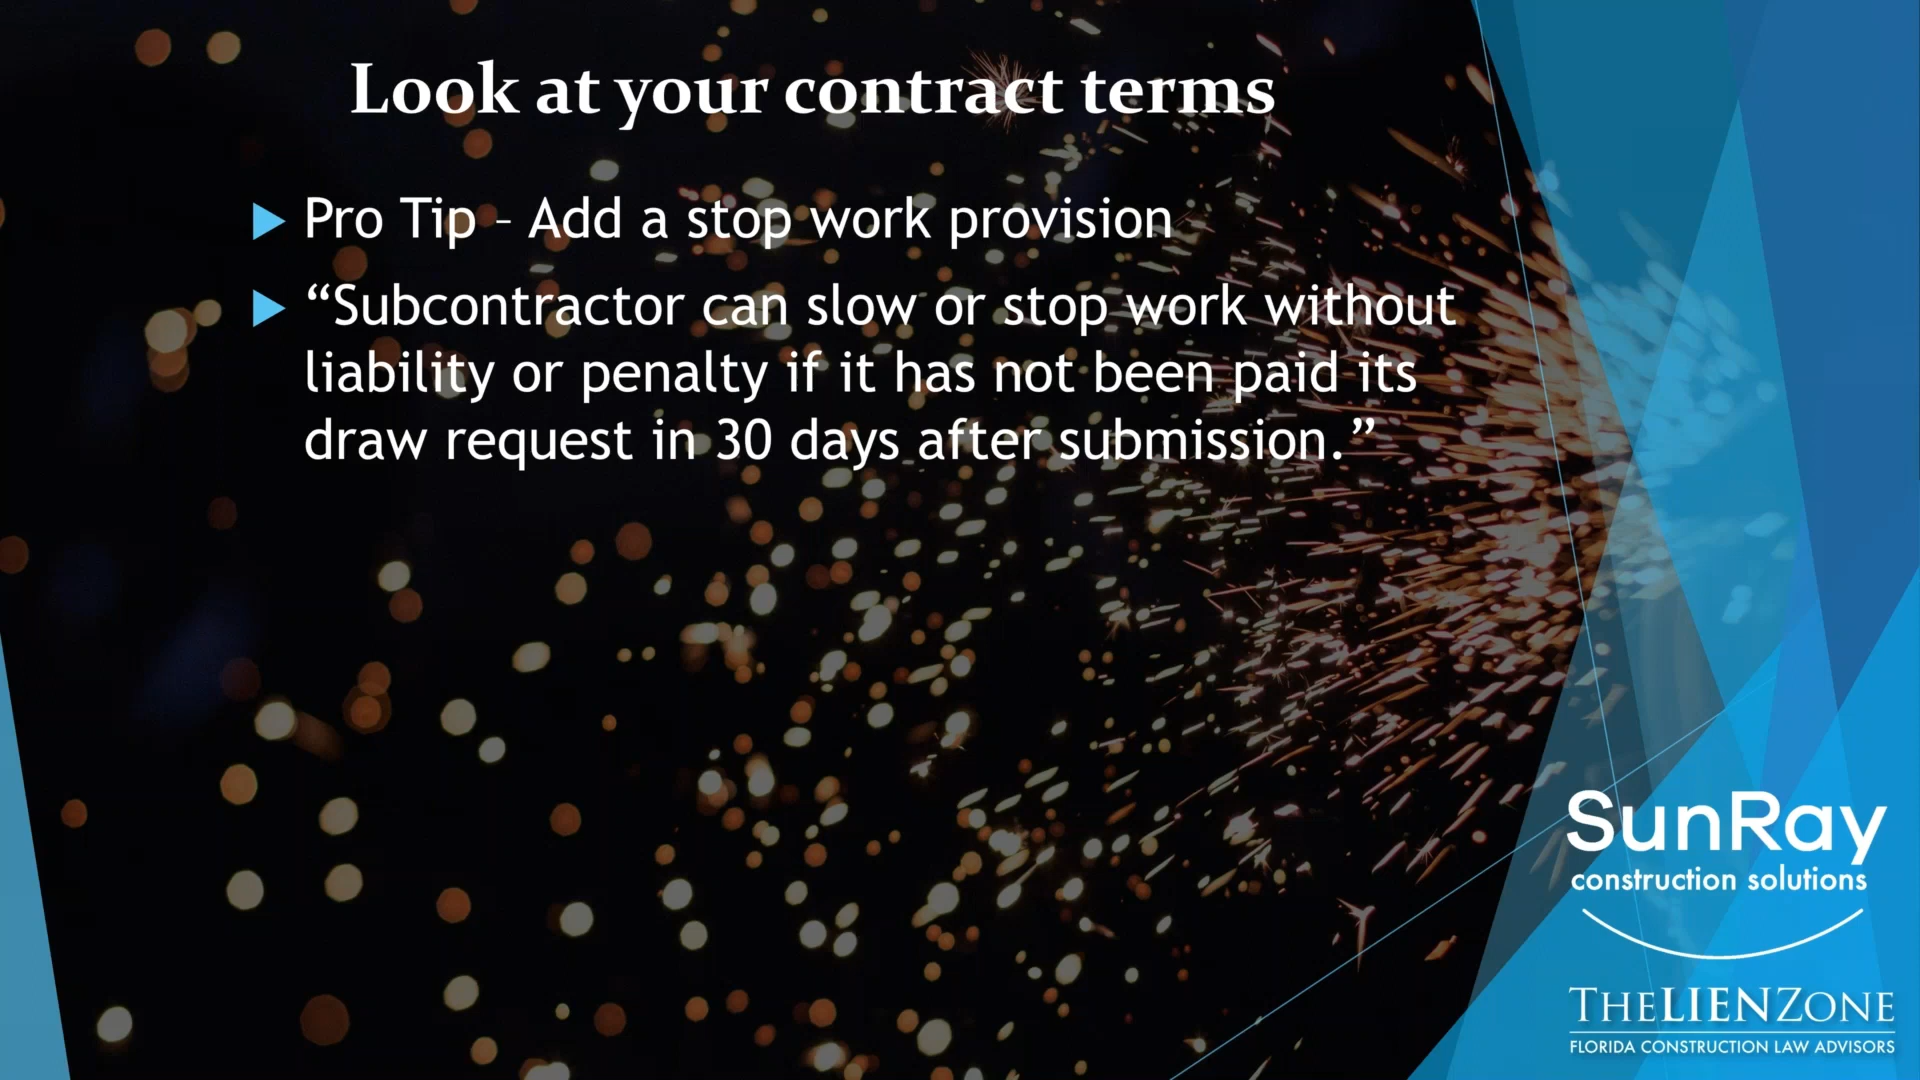 Look at your contract terms
Pro Tip – Add a stop work provision
“Subcontractor can slow or stop work without
liability or penalty if it has not been paid its
draw request in 30 days after submission.”
SunRay
construction solutions
THELIENZONE
FLORIDA CONSTRUCTION LAW ADVISORS